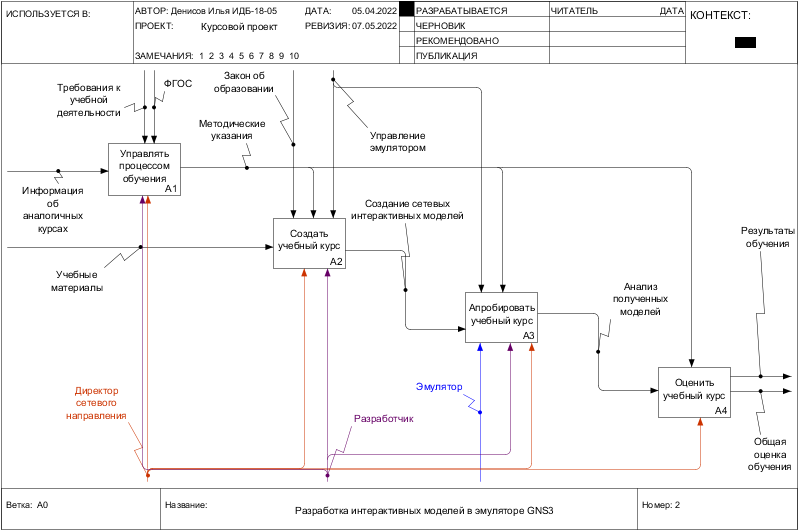 ИСПОЛЬЗУЕТСЯ В:
АВТОР: Денисов Илья ИДБ-18-05
ДАТА: 05.04.2022
ПРОЕКТ: Курсовой проект
РЕВИЗИЯ: 07.05.2022
ЗАМЕЧАНИЯ: 1 2 3 4 5 6 7 8 9 10
РАЗРАБАТЫВАЕТСЯ
ЧЕРНОВИК
РЕКОМЕНДОВАНО
ПУБЛИКАЦИЯ
ЧИТАТЕЛЬ
ДАТА
КОНТЕКСТ:
Требования к
учебной
деятельности
ФГОС
Закон об
образовании
Методические
указания
Управление
эмулятором
Управлять
процессом
обучения
A1
Информация
об
аналогичных
курсах
Создание сетевых
интерактивных моделей
Создать
учебный курс
A2
Учебные
материалы
Результаты
обучения
Анализ
полученных
моделей
Апробировать
учебный курс
A3
Директор
сетевого
направления
Эмулятор
Разработчик
Оценить
учебный курс
A4
Общая
оценка
обучения
Ветка: A0
Название:
Разработка интерактивных моделей в эмуляторе GNS3
Номер: 2